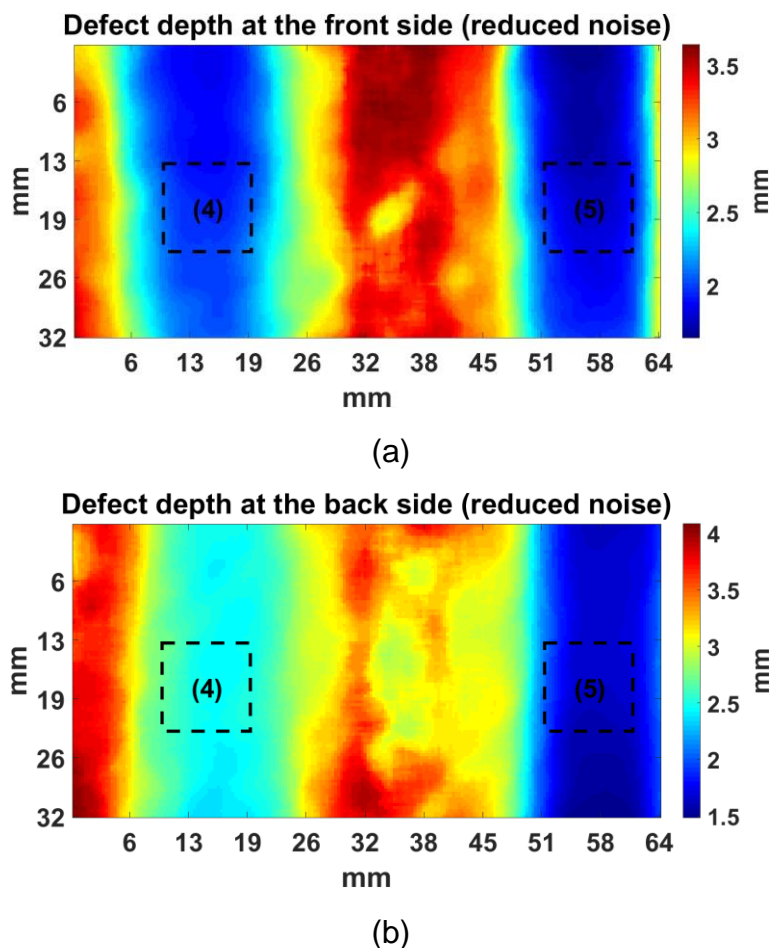 Defect depth at the front side (reduced noise)
6
13
19
26
32
mm
(4)
(5)
6 13 19 26 32 38 45 51 58 64
mm
3.5
3
2.5
2
mm
(a)
Defect depth at the back side (reduced noise)
6
13
19
26
32
mm
(4)
(5)
6 13 19 26 32 38 45 51 58 64
mm
4
3.5
3
2.5
2
1.5
mm
(b)